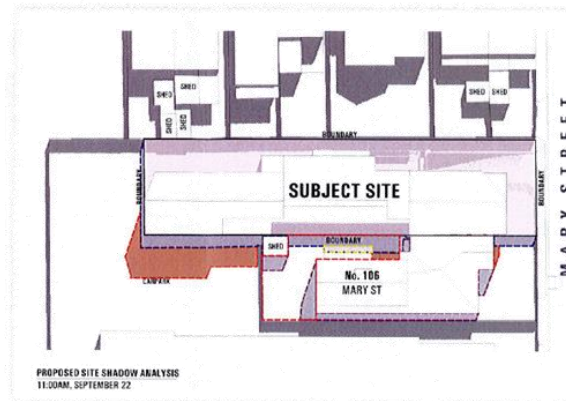 SHED
SHED
SHED
SHED
SHED
SHED
BOUNDARY
MARY STREET
BOUNDARY
BOUNDARY
SUBJECT SITE
SHED
BOUNDARY
No. 106
MARY ST
CARPARK
PROPOSED SITE SHADOW ANALYSIS
11:00AM, SEPTEMBER 22